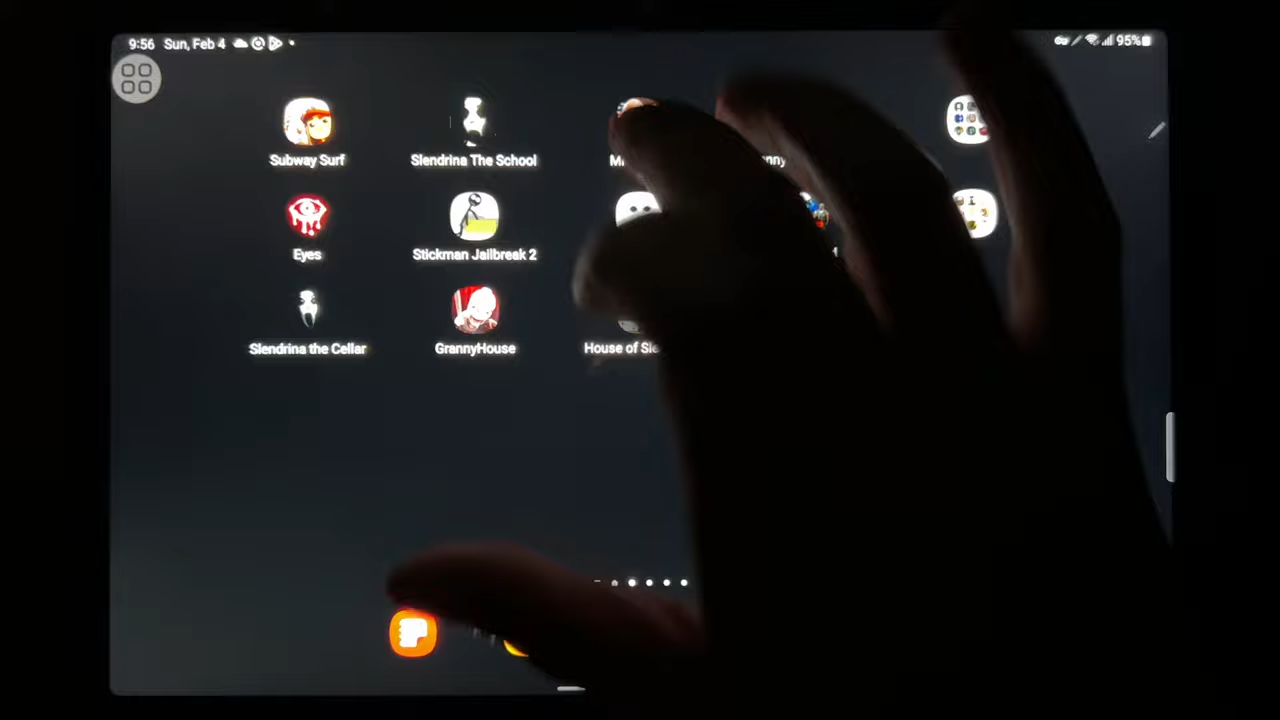 9:56 Sun, Feb 4
95%
Subway Surf
Slendrina The School
Eyes
Stickman Jailbreak 2
Slendrina the Cellar
GrannyHouse
House of Sle